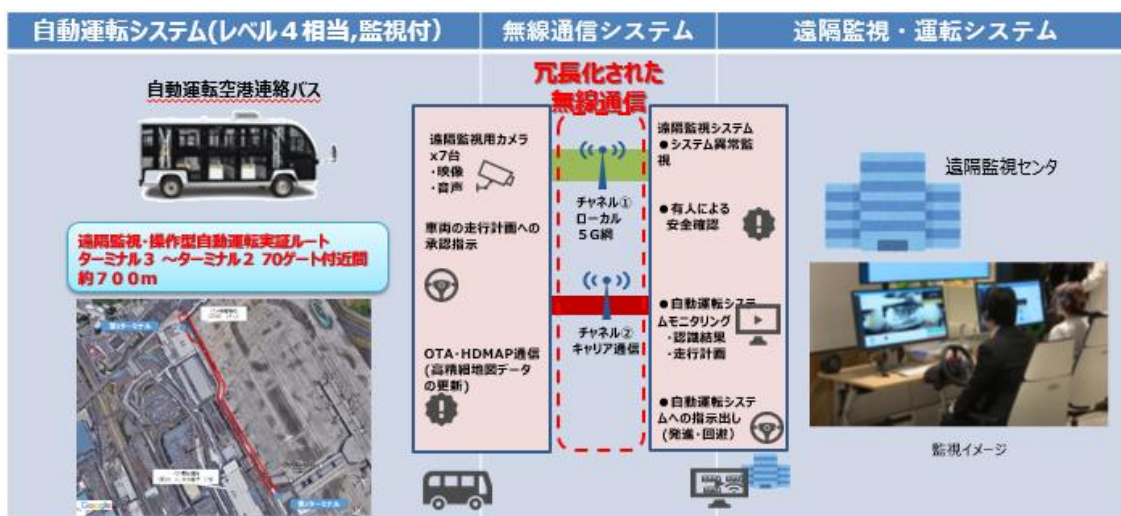 自動運転システム(レベル４相当,監視付)
無線通信システム
遠隔監視・運転システム
自動運転空港連絡バス
遠隔監視・操作型自動運転実証ルート
ターミナル３ ～ターミナル２ 70ゲート付近間
約７００ｍ
Google
遠隔監視用カメラ
x7台
・映像
・音声
車両の走行計画への
承認指示
OTA・HDMAP通信
(高精細地図データ
の更新)
冗長化された
無線通信
チャネル①
ローカル
５G網
チャネル②
キャリア通信
遠隔監視システム
●システム異常監
視
●有人による
安全確認
●自動運転システ
ムモニタリング
・認識結果
・走行計画
●自動運転システ
ムへの指示出し
(発進・回避)
遠隔監視センタ
監視イメージ